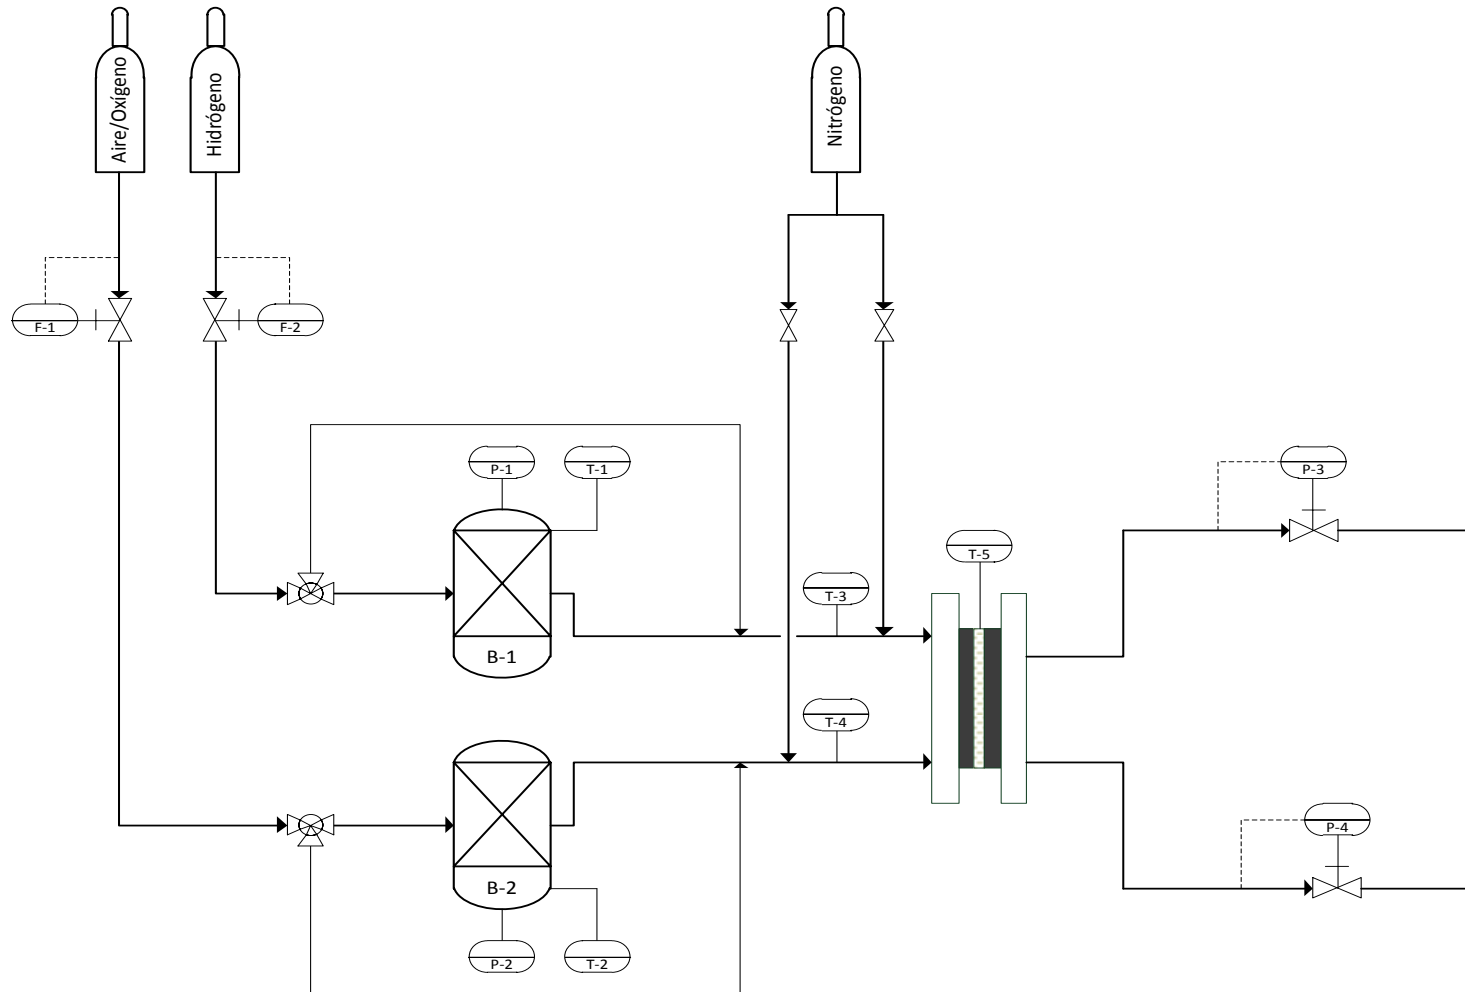 Aire/Oxígeno
Hidrógeno
Nitrógeno
F-1
F-2
P-1
T-1
P-3
T-5
T-3
B-1
T-4
P-4
B-2
P-2
T-2